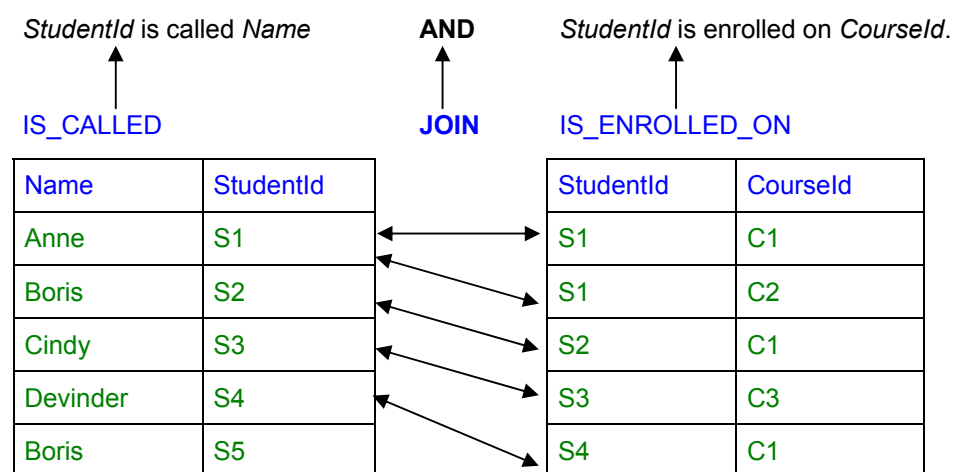 StudentId is called Name AND StudentId is enrolled on CourseId.
IS_CALLED JOIN IS_ENROLLED_ON
Name StudentId StudentId CourseId
Anne S1 S1 C1
Boris S2 S1 C2
Cindy S3 S2 C1
Devinder S4 S3 C3
Boris S5 S4 C1